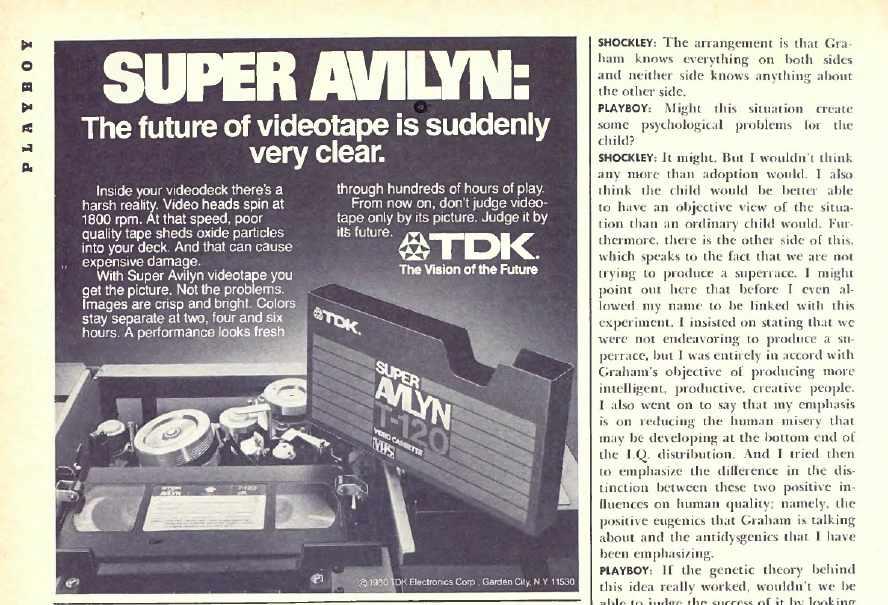 PLAYBOY
SUPER AVILYN:
The future of videotape is suddenly
very clear.
Inside your videodeck there's a
harsh reality. Video heads spin at
1800 rpm. At that speed, poor
quality tape sheds oxide particles
into your deck. And that can cause
expensive damage.
With Super Avilyn videotape you
get the picture. Not the problems.
Images are crisp and bright. Colors
stay separate at two, four and six
hours. A performance looks fresh
through hundreds of hours of play.
From now on, don't judge video-
tape only by its picture. Judge it by
its future.
TDK.
The Vision of the Future
TDK.
SUPER
AVILYN
T-120
VIDEO CASSETTE
VHS
SUPER
AVILYN
T-120
© 1980 TDK Electronics Corp., Garden City, N.Y. 11530
SHOCKLEY: The arrangement is that Gra-
ham knows everything on both sides
and neither side knows anything about
the other side.
PLAYBOY: Might this situation create
some psychological problems for the
child?
SHOCKLEY: It might. But I wouldn't think
any more than adoption would. I also
think the child would be better able
to have an objective view of the situa-
tion than an ordinary child would. Fur-
thermore, there is the other side of this,
which speaks to the fact that we are not
trying to produce a superrace. I might
point out here that before I even al-
lowed my name to be linked with this
experiment, I insisted on stating that we
were not endeavoring to produce a su-
perrace, but I was entirely in accord with
Graham's objective of producing more
intelligent, productive, creative people.
I also went on to say that my emphasis
is on reducing the human misery that
may be developing at the bottom end of
the I.Q. distribution. And I tried then
to emphasize the difference in the dis-
tinction between these two positive in-
fluences on human quality; namely, the
positive eugenics that Graham is talking
about and the antidysgenics that I have
been emphasizing.
PLAYBOY: If the genetic theory behind
this idea really worked, wouldn't we be
able to judge the success of it by looking